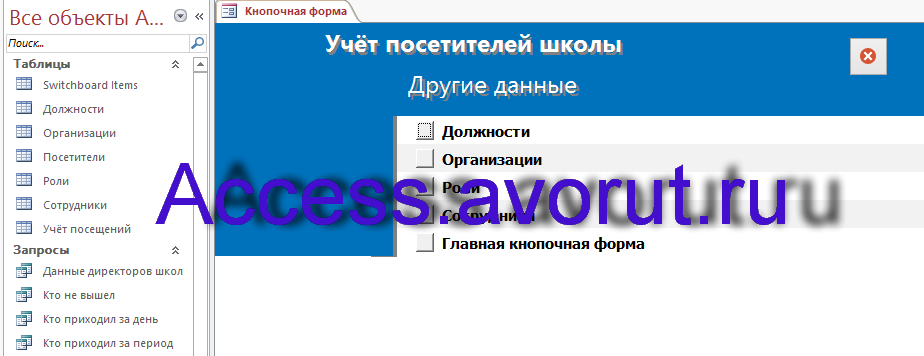 Все объекты A...
Поиск...
Таблицы
Switchboard Items
Должности
Организации
Посетители
Роли
Сотрудники
Учёт посещений
Запросы
Данные директоров школ
Кто не вышел
Кто приходил за день
Кто приходил за период
Кнопочная форма
Учёт посетителей школы
Другие данные
Должности
Организации
Роли
Сотрудники
Главная кнопочная форма
Access.avorut.ru